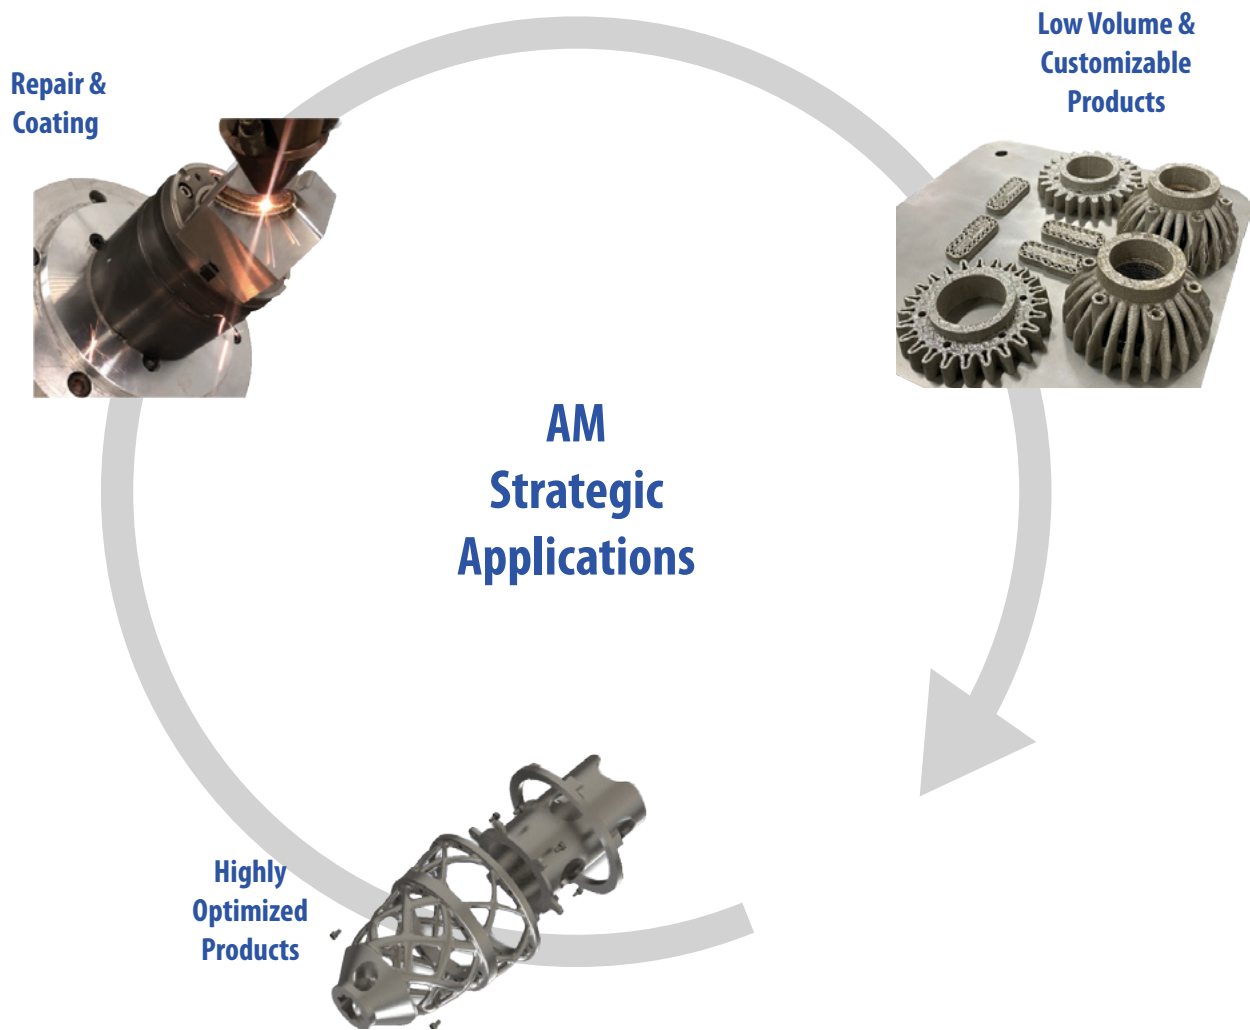 Low Volume &
Customizable
Products
Repair &
Coating
AM
Strategic
Applications
Highly
Optimized
Products